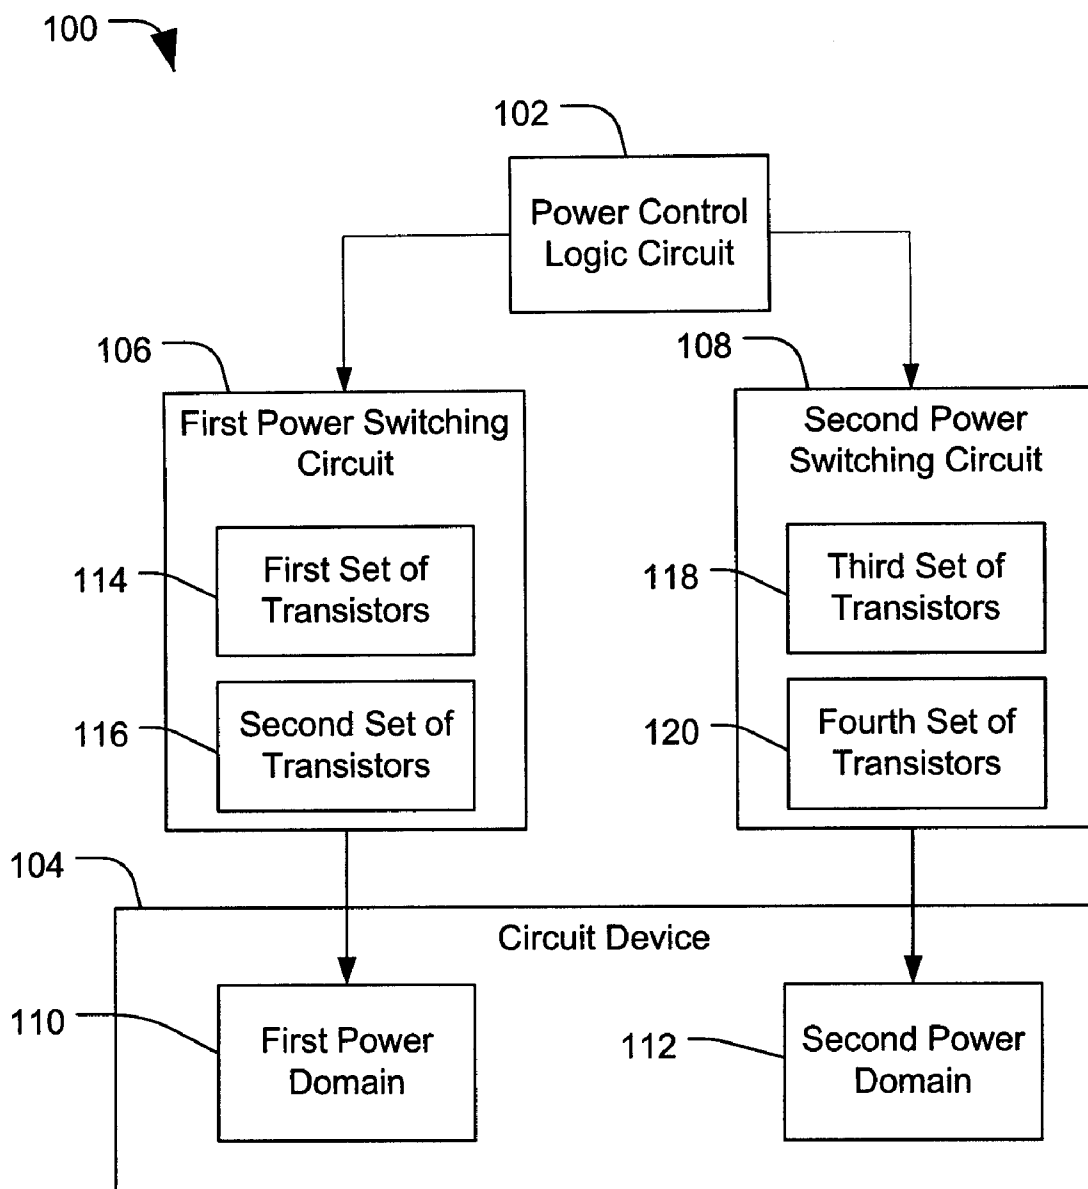 100
102
Power Control
Logic Circuit
106
108
First Power Switching
Circuit
Second Power
Switching Circuit
114
First Set of
Transistors
118
Third Set of
Transistors
116
Second Set of
Transistors
120
Fourth Set of
Transistors
104
Circuit Device
110
First Power
Domain
112
Second Power
Domain